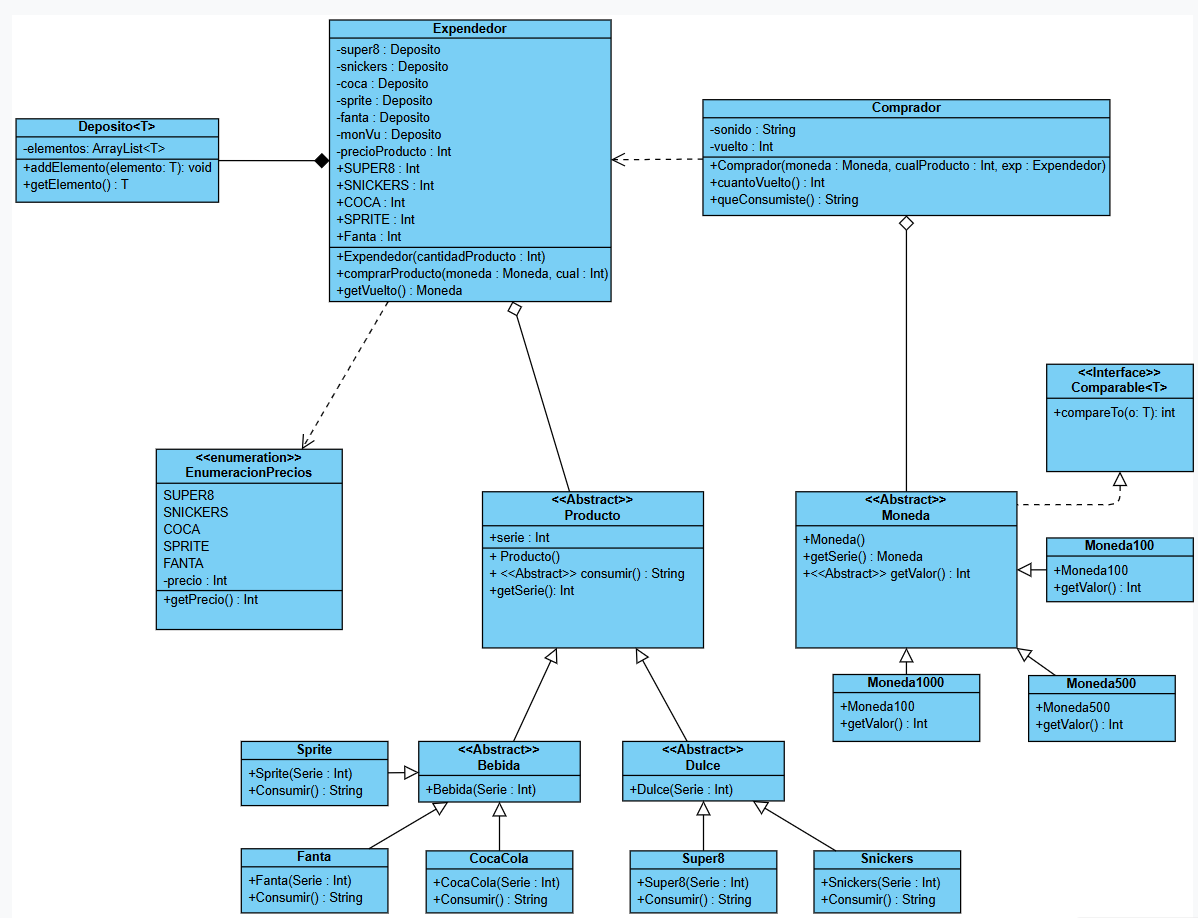 Expendedor
-super8 : Deposito
-snickers : Deposito
-coca : Deposito
-sprite : Deposito
-fanta : Deposito
-monVu : Deposito
-precioProducto : Int
+SUPER8 : Int
+SNICKERS : Int
+COCA : Int
+SPRITE : Int
+Fanta : Int
+Expendedor(cantidadProducto : Int)
+comprarProducto(moneda : Moneda, cual : Int)
+getVuelto() : Moneda
Deposito<T>
-elementos: ArrayList<T>
+addElemento(elemento: T): void
+getElemento() : T
Comprador
-sonido : String
-vuelto : Int
+Comprador(moneda : Moneda, cualProducto : Int, exp : Expendedor)
+cuantoVuelto() : Int
+queConsumiste() : String
<<Interface>>
Comparable<T>
+compareTo(o: T): int
<<enumeration>>
EnumeracionPrecios
SUPER8
SNICKERS
COCA
SPRITE
FANTA
-precio : Int
+getPrecio() : Int
<<Abstract>>
Producto
+serie : Int
+ Producto()
+ <<Abstract>> consumir() : String
+getSerie(): Int
<<Abstract>>
Moneda
+Moneda()
+getSerie() : Moneda
+<<Abstract>> getValor() : Int
Moneda100
+Moneda100
+getValor() : Int
Moneda1000
+Moneda100
+getValor() : Int
Moneda500
+Moneda500
+getValor() : Int
Sprite
+Sprite(Serie : Int)
+Consumir() : String
<<Abstract>>
Bebida
+Bebida(Serie : Int)
<<Abstract>>
Dulce
+Dulce(Serie : Int)
Fanta
+Fanta(Serie : Int)
+Consumir() : String
CocaCola
+CocaCola(Serie : Int)
+Consumir() : String
Super8
+Super8(Serie : Int)
+Consumir() : String
Snickers
+Snickers(Serie : Int)
+Consumir() : String